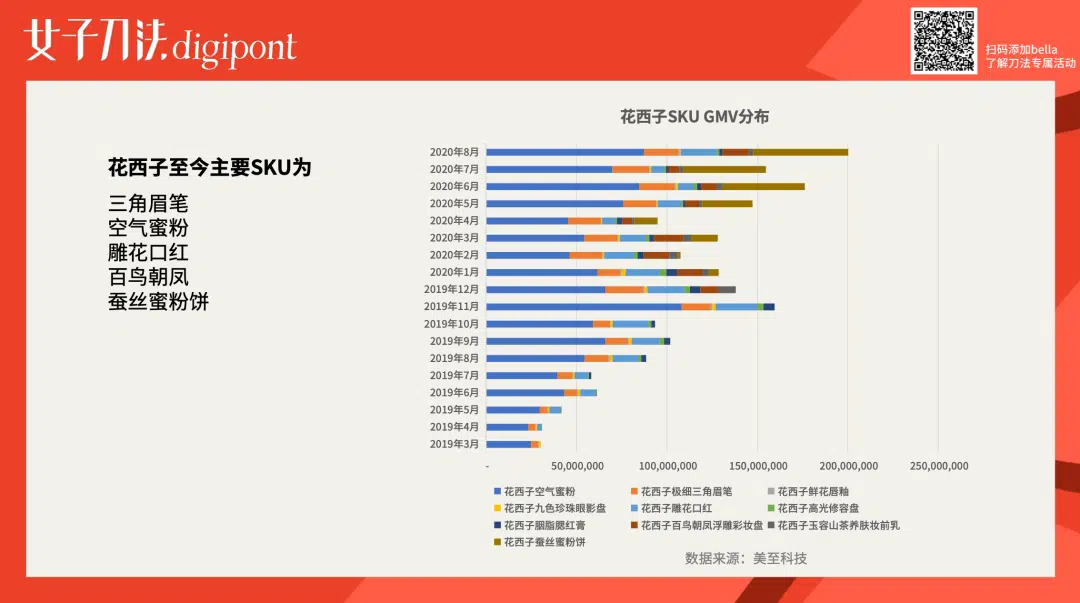 女子刀法digipont
扫码添加bella
了解刀法专属活动
花西子SKU GMV分布
花西子至今主要SKU为
三角眉笔
空气蜜粉
雕花口红
百鸟朝凤
蚕丝蜜粉饼
2020年8月
2020年7月
2020年6月
2020年5月
2020年4月
2020年3月
2020年2月
2020年1月
2019年12月
2019年11月
2019年10月
2019年9月
2019年8月
2019年7月
2019年6月
2019年5月
2019年4月
2019年3月
- 50,000,000 100,000,000 150,000,000 200,000,000 250,000,000
花西子空气蜜粉 花西子极细三角眉笔 花西子鲜花唇釉
花西子九色珍珠眼影盘 花西子雕花口红 花西子高光修容盘
花西子胭脂腮红膏 花西子百鸟朝凤浮雕彩妆盘 花西子玉容山茶养肤妆前乳
花西子蚕丝蜜粉饼
数据来源：美至科技